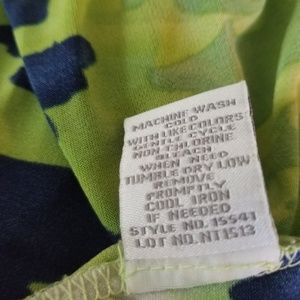 MACHINE WASH
COLD
WITH LIKE COLORS
GENTLE CYCLE
NON CHLORINE
BLEACH
WHEN NEED
TUMBLE DRY LOW
REMOVE
PROMPTLY
COOL IRON
IF NEEDED
STYLE NO. 15541
LOT NO. NT1513